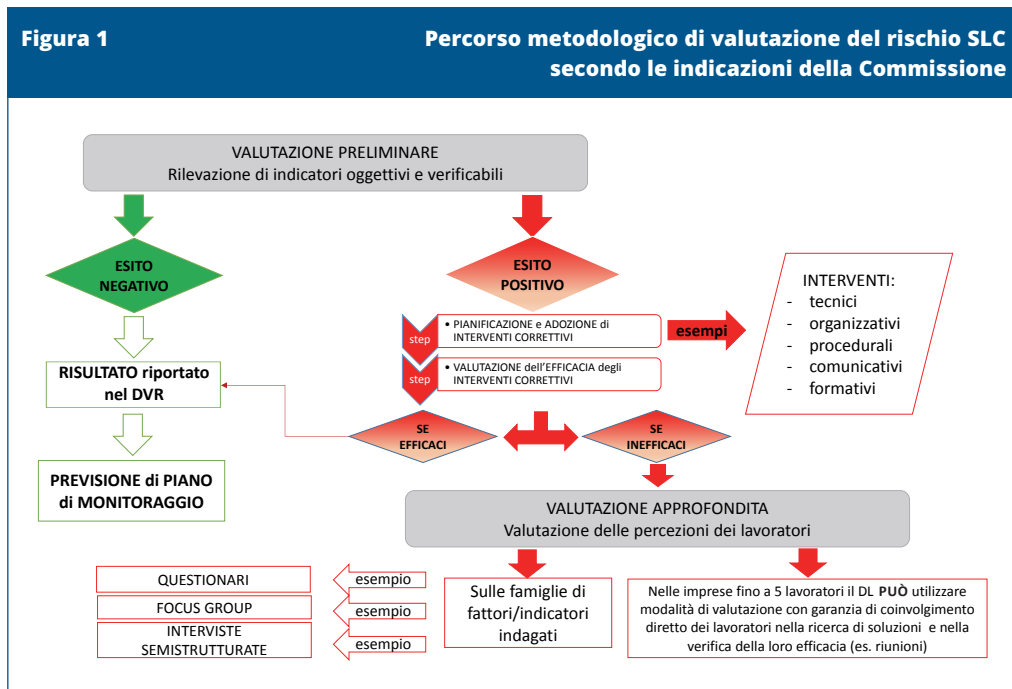 Figura 1
Percorso metodologico di valutazione del rischio SLC
secondo le indicazioni della Commissione
VALUTAZIONE PRELIMINARE
Rilevazione di indicatori oggettivi e verificabili
ESITO
NEGATIVO
ESITO
POSITIVO
INTERVENTI:
- tecnici
- organizzativi
- procedurali
- comunicativi
- formativi
step
• PIANIFICAZIONE e ADOZIONE di
INTERVENTI CORRETTIVI
esempi
step
• VALUTAZIONE dell'EFFICACIA degli
INTERVENTI CORRETTIVI
RISULTATO riportato
nel DVR
SE
EFFICACI
SE
INEFFICACI
PREVISIONE di PIANO
di MONITORAGGIO
VALUTAZIONE APPROFONDITA
Valutazione delle percezioni dei lavoratori
QUESTIONARI
esempio
FOCUS GROUP
esempio
INTERVISTE
SEMISTRUTTURATE
esempio
Sulle famiglie di
fattori/indicatori
indagati
Nelle imprese fino a 5 lavoratori il DL PUÒ utilizzare
modalità di valutazione con garanzia di coinvolgimento
diretto dei lavoratori nella ricerca di soluzioni e nella
verifica della loro efficacia (es. riunioni)